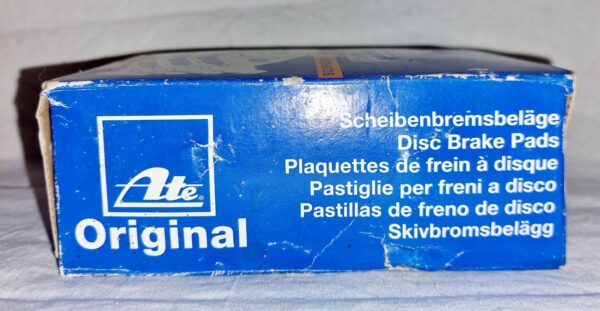 Ate®
Original
Scheibenbremsbeläge
Disc Brake Pads
Plaquettes de frein à disque
Pastiglie per freni a disco
Pastillas de freno de disco
Skivbromsbelägg